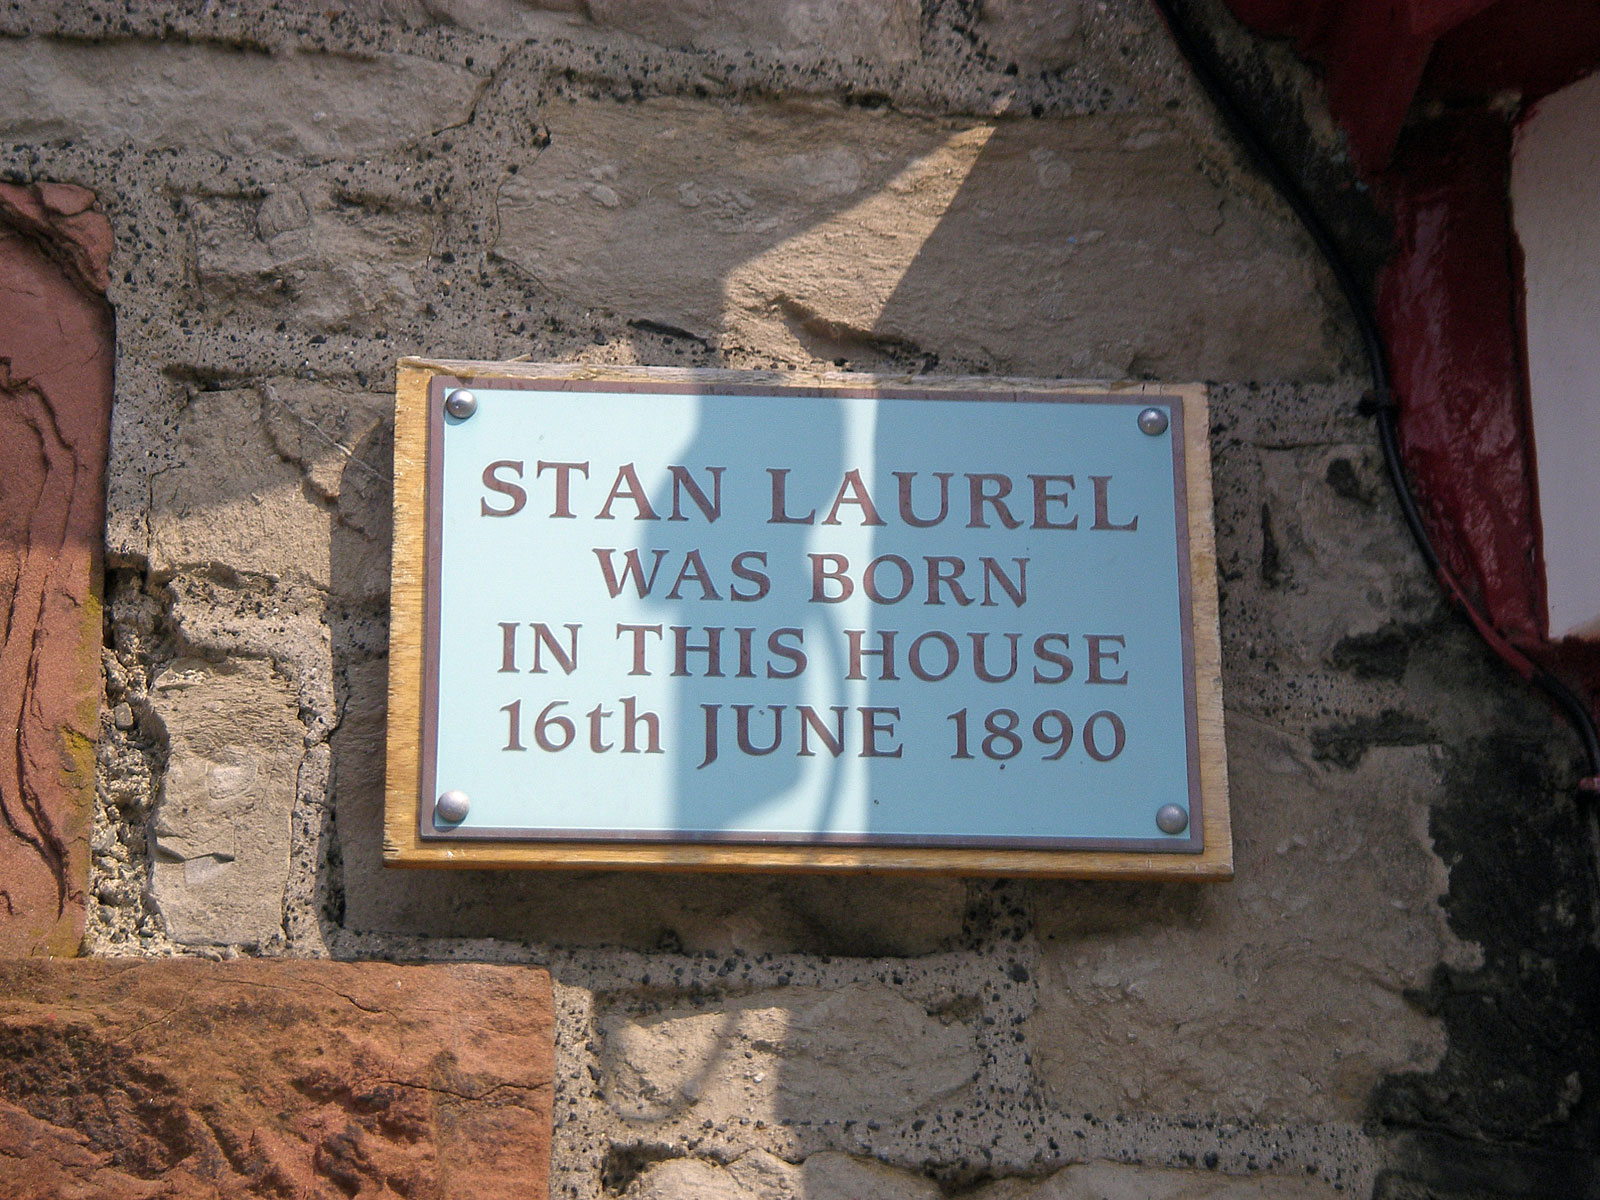 STAN LAUREL
WAS BORN
IN THIS HOUSE
16th JUNE 1890